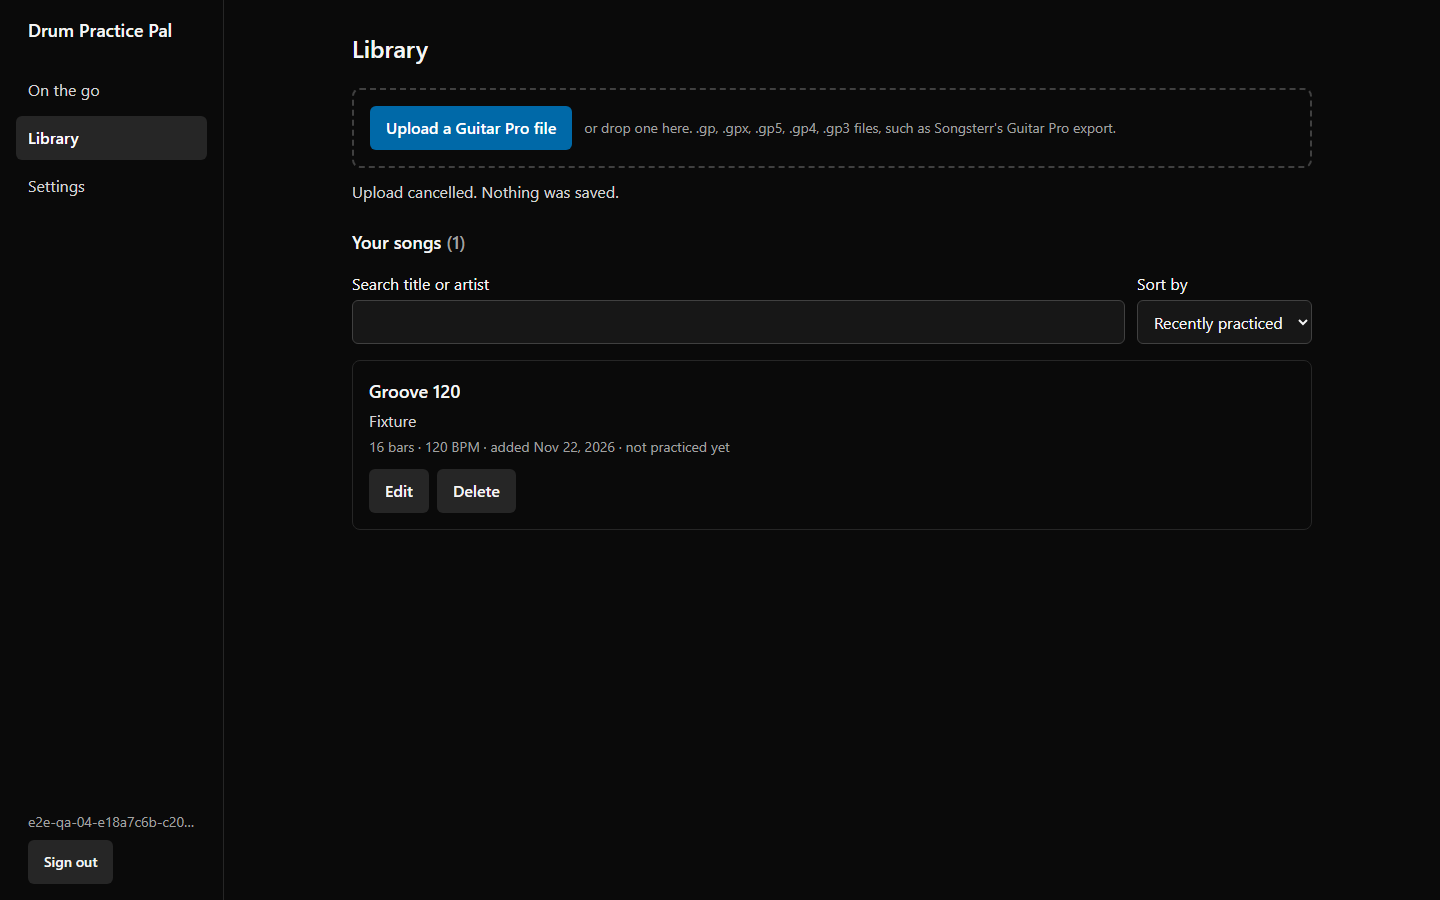 Drum Practice Pal
On the go
Library
Settings
e2e-qa-04-e18a7c6b-c20...
Sign out
Library
Upload a Guitar Pro file
or drop one here. .gp, .gpx, .gp5, .gp4, .gp3 files, such as Songsterr's Guitar Pro export.
Upload cancelled. Nothing was saved.
Your songs (1)
Search title or artist
Sort by
Recently practiced
Groove 120
Fixture
16 bars · 120 BPM · added Nov 22, 2026 · not practiced yet
Edit
Delete